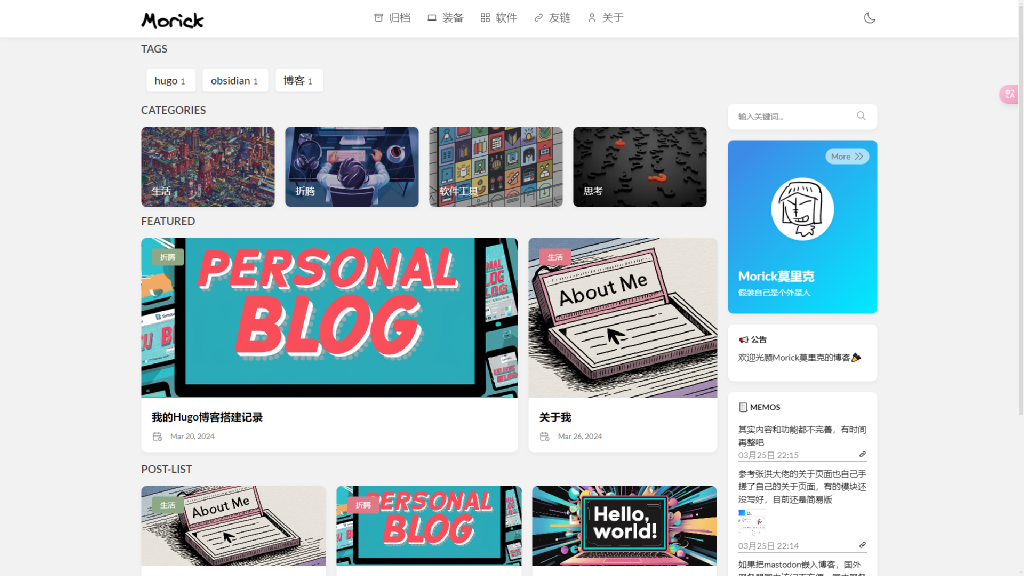 Morick
归档 装备 软件 友链 关于
TAGS
hugo 1 obsidian 1 博客 1
CATEGORIES
生活
折腾
软件工具
思考
FEATURED
折腾
PERSONAL
BLOG
我的Hugo博客搭建记录
Mar 20, 2024
生活
About Me
关于我
Mar 26, 2024
POST-LIST
生活
About Me
折腾
PERSONAL
BLOG
Hello,
world!
输入关键词...
More
Morick莫里克
假装自己是个外星人
公告
欢迎光顾Morick莫里克的博客
MEMOS
其实内容和功能都不完善，有时间
再整吧
03月25日 22:15
参考张洪大佬的关于页面也自己手
搓了自己的关于页面，有的模块还
没写好，目前还是简易版
03月25日 22:14
如果把mastodon嵌入博客，国外